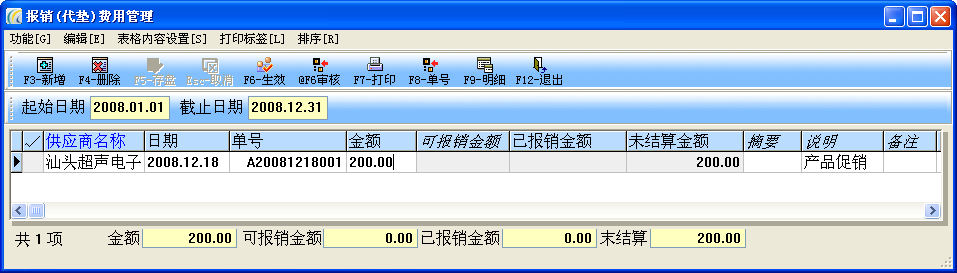 报销(代垫)费用管理
功能[G] 编辑[E] 表格内容设置[S] 打印标签[L] 排序[R]
F3-新增 F4-删除 F5-存盘 Esc-取消 F6-生效 @F6审核 F7-打印 F8-单号 F9-明细 F12-退出
起始日期 2008.01.01 截止日期 2008.12.31
供应商名称 日期 单号 金额 可报销金额 已报销金额 未结算金额 摘要 说明 备注
汕头超声电子 2008.12.18 A20081218001 200.00 200.00 产品促销
共 1 项 金额 200.00 可报销金额 0.00 已报销金额 0.00 末结算 200.00